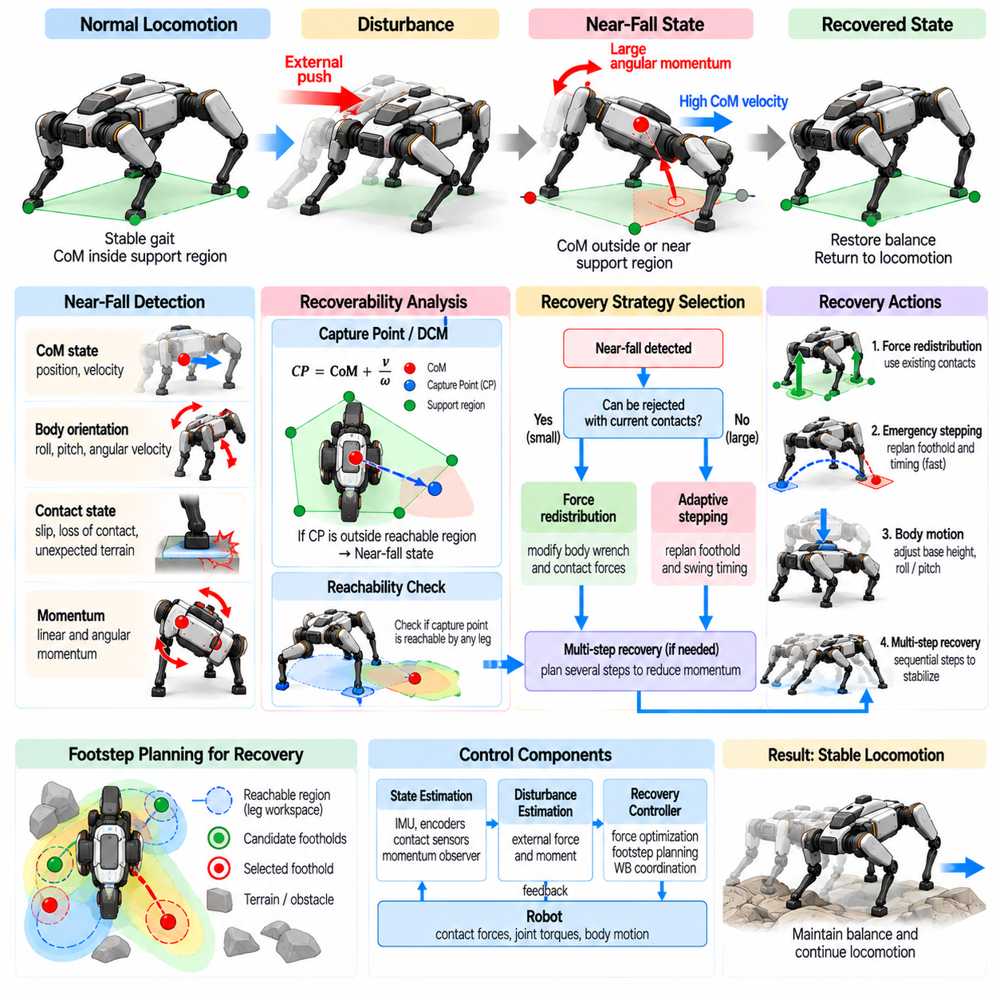 Normal Locomotion
Disturbance
Near-Fall State
Recovered State
External
push
Large
angular momentum
High CoM velocity
Stable gait
CoM inside support region
CoM outside or near
support region
Restore balance
Return to locomotion
Near-Fall Detection
CoM state
position, velocity
Body orientation
roll, pitch, angular velocity
Contact state
slip, loss of contact,
unexpected terrain
Momentum
linear and angular
momentum
Recoverability Analysis
Capture Point / DCM
CP = CoM + v/ω
CoM
Capture Point (CP)
Support region
If CP is outside reachable region
→ Near-fall state
Reachability Check
Check if capture point
is reachable by any leg
Recovery Strategy Selection
Near-fall detected
Can be rejected
with current contacts?
Yes
(small)
No
(large)
Force
redistribution
modify body wrench
and contact forces
Adaptive
stepping
replan foothold
and swing timing
Multi-step recovery (if needed)
plan several steps to reduce momentum
Recovery Actions
1. Force redistribution
use existing contacts
2. Emergency stepping
replan foothold and
timing (fast)
3. Body motion
adjust base height,
roll / pitch
4. Multi-step recovery
sequential steps to
stabilize
Footstep Planning for Recovery
Reachable region
(leg workspace)
Candidate footholds
Selected foothold
Terrain / obstacle
Control Components
State Estimation
IMU, encoders
contact sensors
momentum observer
Disturbance
Estimation
external force
and moment
Recovery
Controller
force optimization
footstep planning
WB coordination
feedback
Robot
contact forces, joint torques, body motion
Result: Stable Locomotion
Maintain balance and
continue locomotion